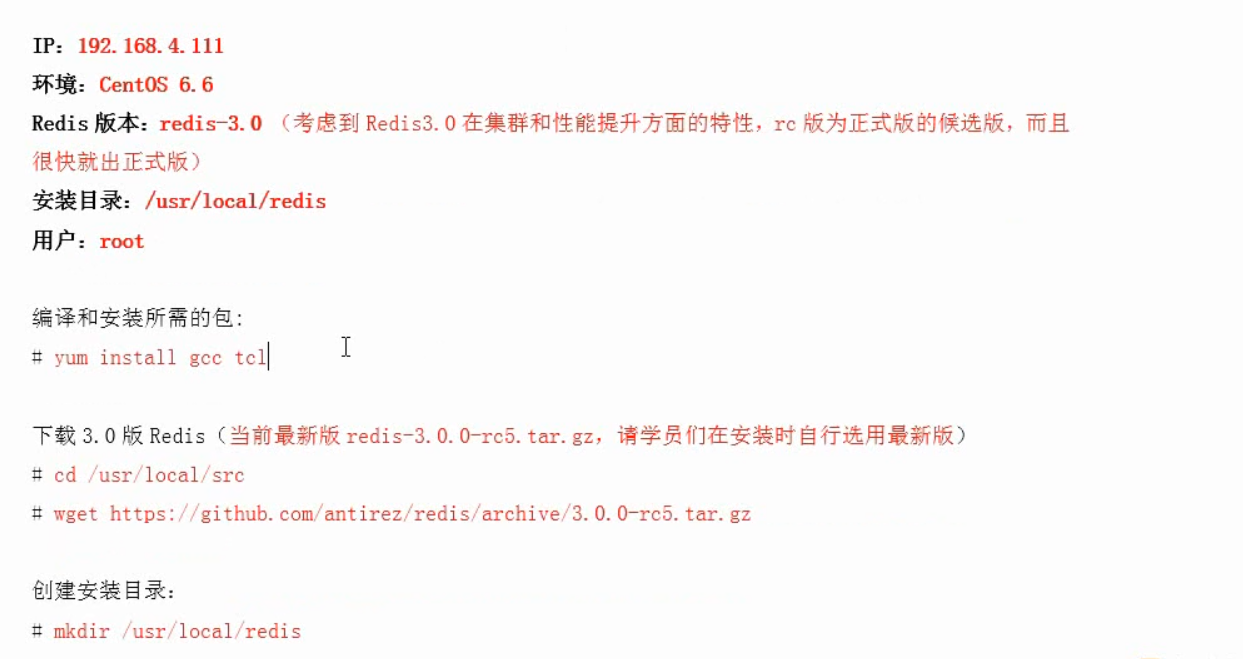 IP：192.168.4.111
环境：CentOS 6.6
Redis 版本：redis-3.0 （考虑到 Redis3.0 在集群和性能提升方面的特性，rc 版为正式版的候选版，而且
很快就出正式版）
安装目录：/usr/local/redis
用户：root
编译和安装所需的包:
# yum install gcc tcl
下载 3.0 版 Redis（当前最新版 redis-3.0.0-rc5.tar.gz，请学员们在安装时自行选用最新版）
# cd /usr/local/src
# wget https://github.com/antirez/redis/archive/3.0.0-rc5.tar.gz
创建安装目录：
# mkdir /usr/local/redis